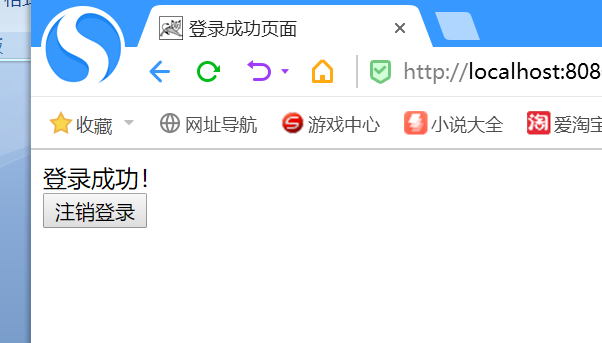 登录成功页面
http://localhost:808
收藏
网址导航
游戏中心
小说大全
淘
爱淘宝
登录成功！
注销登录